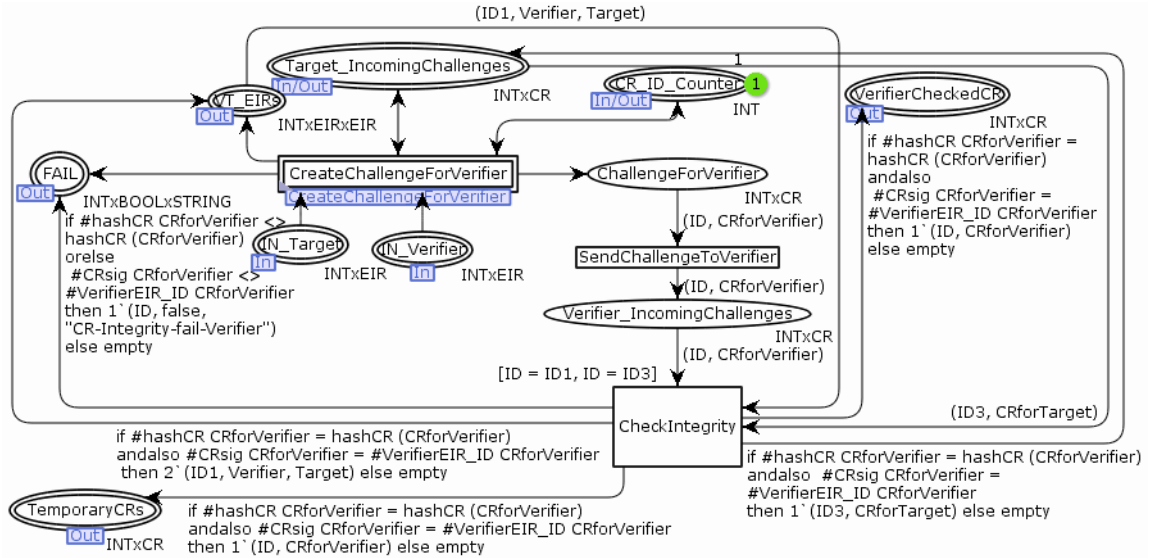 (ID1, Verifier, Target)
Target_IncomingChallenges
In/Out
INTxCR
1
CR_ID_Counter
1
In/Out
INT
VT_EIRs
Out
INTxEIRxEIR
VerifierCheckedCR
Out
INTxCR
if #hashCR CRforVerifier =
hashCR (CRforVerifier)
andalso
#CRsig CRforVerifier =
#VerifierEIR_ID CRforVerifier
then 1`(ID, CRforVerifier)
else empty
FAIL
Out
INTxBOOLxSTRING
if #hashCR CRforVerifier <>
hashCR (CRforVerifier)
orelse
#CRsig CRforVerifier <>
#VerifierEIR_ID CRforVerifier
then 1`(ID, false,
"CR-Integrity-fail-Verifier")
else empty
CreateChallengeForVerifier
CreateChallengeForVerifier
IN_Target
In
INTxEIR
IN_Verifier
In
INTxEIR
ChallengeForVerifier
INTxCR
(ID, CRforVerifier)
SendChallengeToVerifier
(ID, CRforVerifier)
Verifier_IncomingChallenges
INTxCR
(ID, CRforVerifier)
[ID = ID1, ID = ID3]
CheckIntegrity
(ID3, CRforTarget)
if #hashCR CRforVerifier = hashCR (CRforVerifier)
andalso #CRsig CRforVerifier = #VerifierEIR_ID CRforVerifier
then 2`(ID1, Verifier, Target) else empty
if #hashCR CRforVerifier = hashCR (CRforVerifier)
andalso #CRsig CRforVerifier =
#VerifierEIR_ID CRforVerifier
then 1`(ID3, CRforTarget) else empty
TemporaryCRs
Out
INTxCR
if #hashCR CRforVerifier = hashCR (CRforVerifier)
andalso #CRsig CRforVerifier = #VerifierEIR_ID CRforVerifier
then 1`(ID, CRforVerifier) else empty